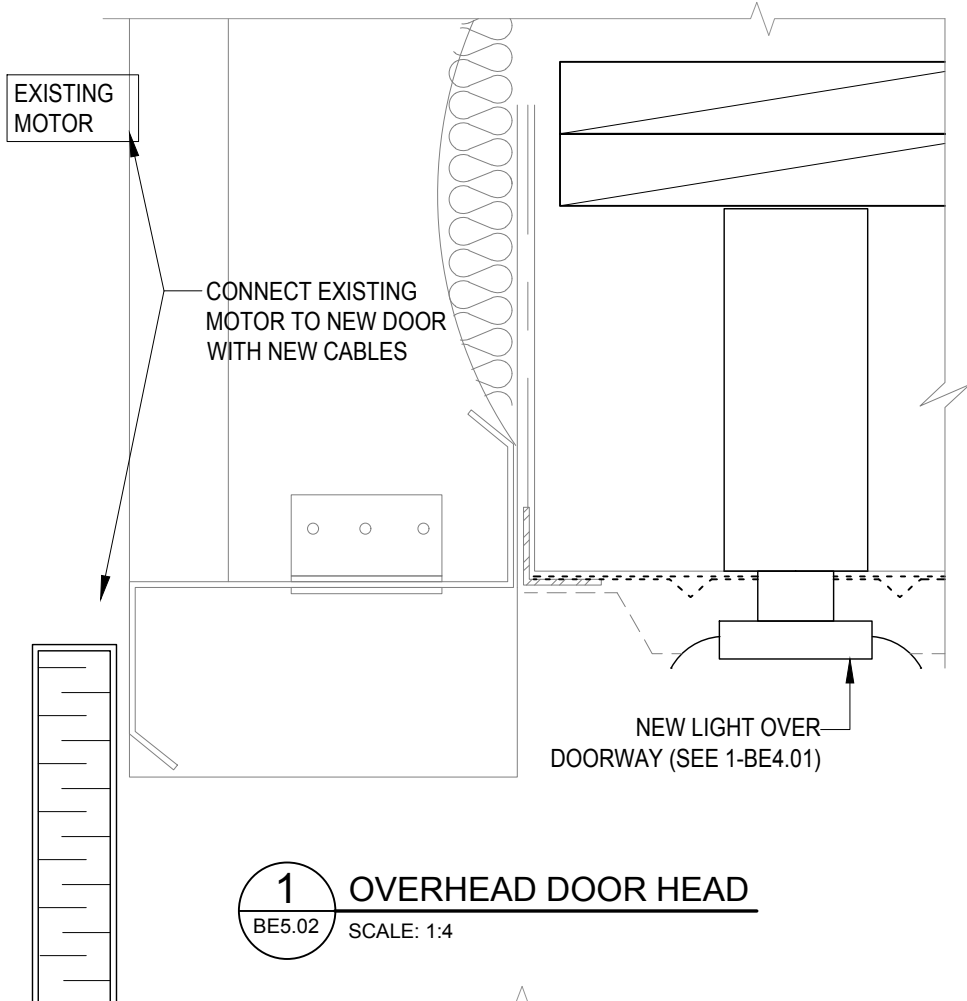 EXISTING
MOTOR
CONNECT EXISTING
MOTOR TO NEW DOOR
WITH NEW CABLES
NEW LIGHT OVER
DOORWAY (SEE 1-BE4.01)
1
BE5.02
OVERHEAD DOOR HEAD
SCALE: 1:4